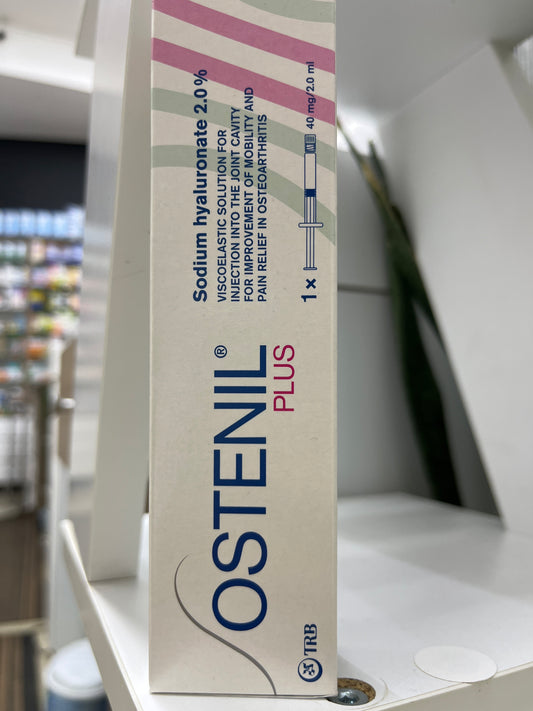 OSTENIL®
PLUS
Sodium hyaluronate 2.0%
VISCOELASTIC SOLUTION FOR
INJECTION INTO THE JOINT CAVITY
FOR IMPROVEMENT OF MOBILITY AND
PAIN RELIEF IN OSTEOARTHRITIS
1 x
40 mg/2.0 ml
TRB